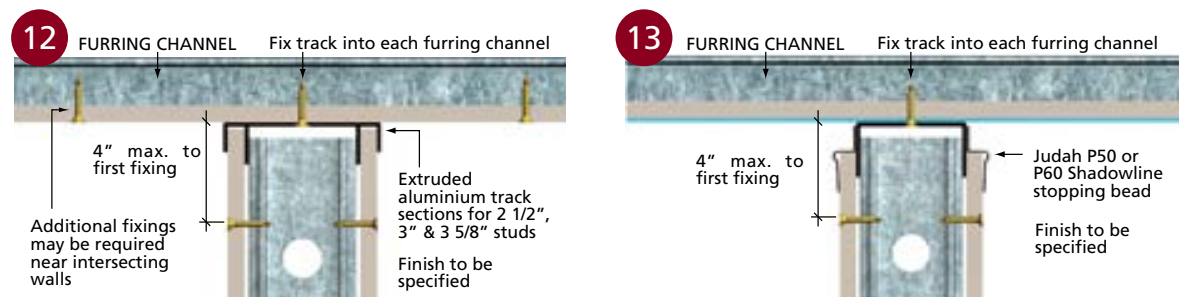 12
FURRING CHANNEL
Fix track into each furring channel
4” max. to
first fixing
Additional fixings
may be required
near intersecting
walls
Extruded
aluminium track
sections for 2 1/2”,
3” & 3 5/8” studs
Finish to be
specified
13
FURRING CHANNEL
Fix track into each furring channel
4” max. to
first fixing
Judah P50 or
P60 Shadowline
stopping bead
Finish to be
specified